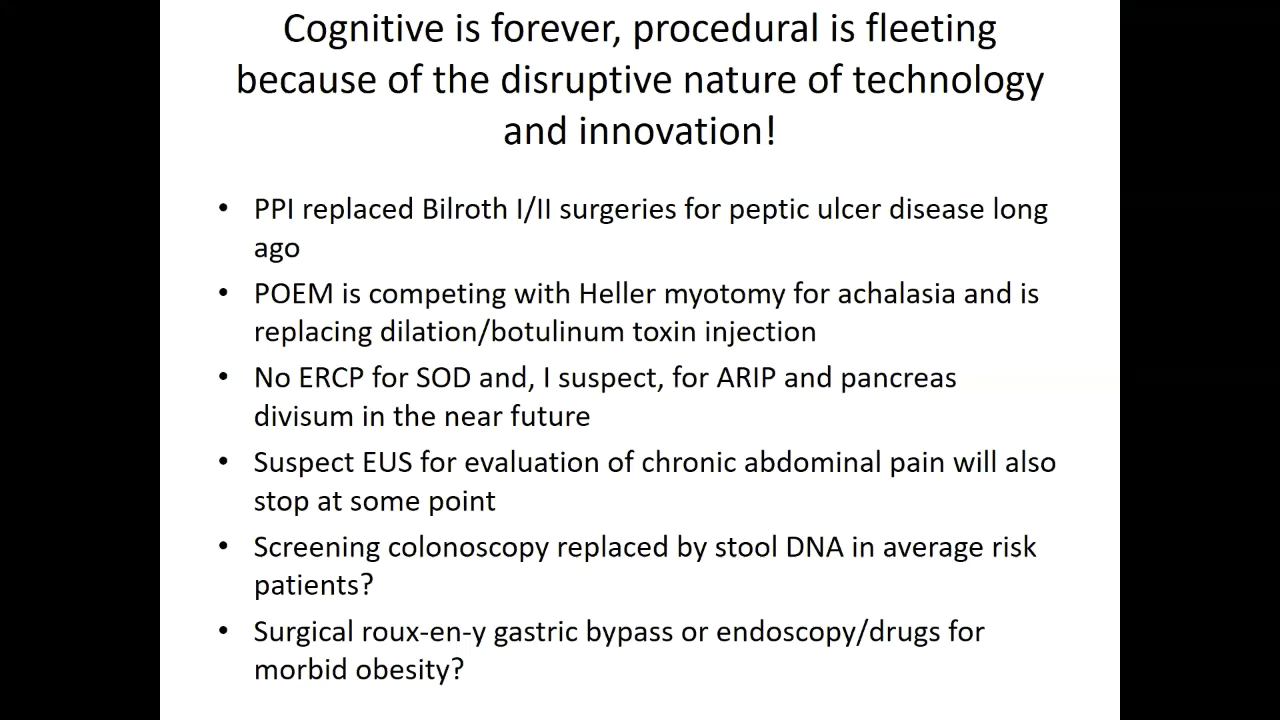 Cognitive is forever, procedural is fleeting
because of the disruptive nature of technology
and innovation!
• PPI replaced Bilroth I/II surgeries for peptic ulcer disease long
ago
• POEM is competing with Heller myotomy for achalasia and is
replacing dilation/botulinum toxin injection
• No ERCP for SOD and, I suspect, for ARIP and pancreas
divisum in the near future
• Suspect EUS for evaluation of chronic abdominal pain will also
stop at some point
• Screening colonoscopy replaced by stool DNA in average risk
patients?
• Surgical roux-en-y gastric bypass or endoscopy/drugs for
morbid obesity?